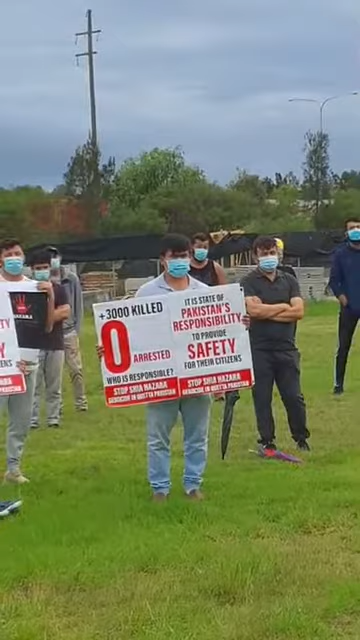 +3000 KILLED
0 ARRESTED
WHO IS RESPONSIBLE?
STOP SHIA HAZARA
GENOCIDE IN QUETTA PAKISTAN
IT IS STATE OF
PAKISTAN'S
RESPONSIBILITY
TO PROVIDE
SAFETY
FOR THEIR CITIZENS
STOP SHIA HAZARA
GENOCIDE IN QUETTA PAKISTAN